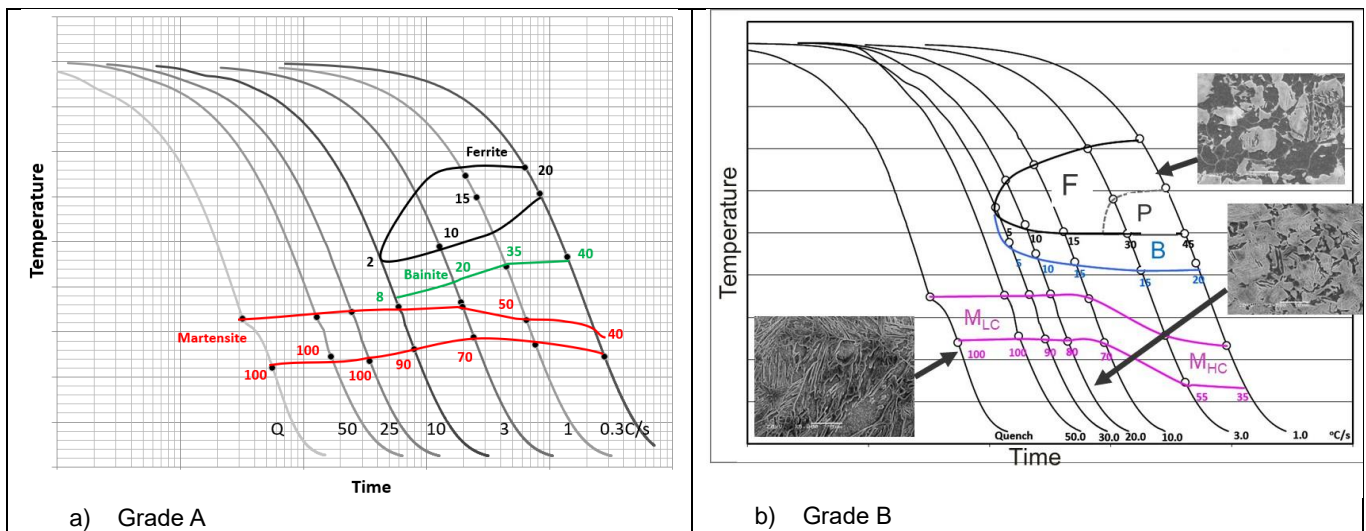 Temperature
Ferrite
20
15
10
2
Bainite
20
35
40
8
Martensite
50
40
100
100
100
90
70
Q 50 25 10 3 1 0.3C/s
Time
a) Grade A
Temperature
F
P
B
5 10 15 30 45
5 10 15 15 20
M LC
M HC
100 100 90 80 70
55 35
Quench 50.0 30.0 20.0 10.0 3.0 1.0 °C/s
Time
b) Grade B